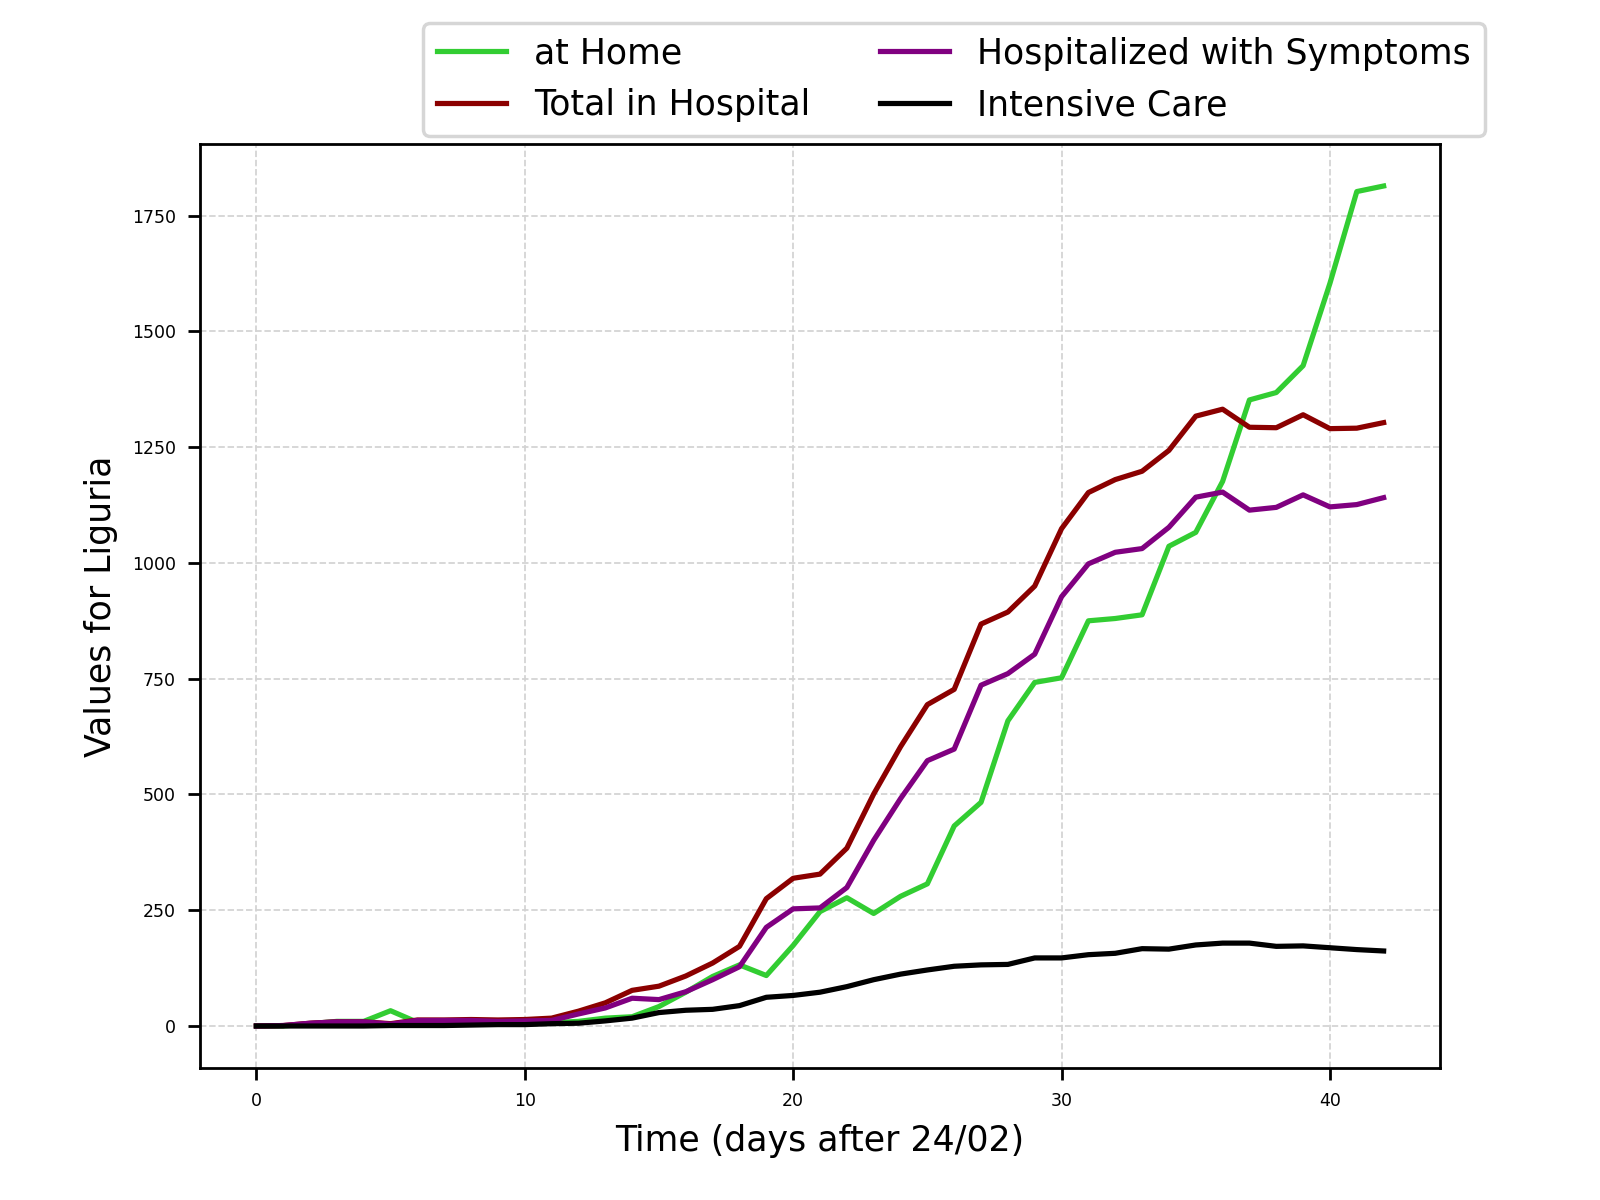 at Home
Hospitalized with Symptoms
Total in Hospital
Intensive Care
1750
1500
1250
1000
750
500
250
0
Values for Liguria
0 10 20 30 40
Time (days after 24/02)